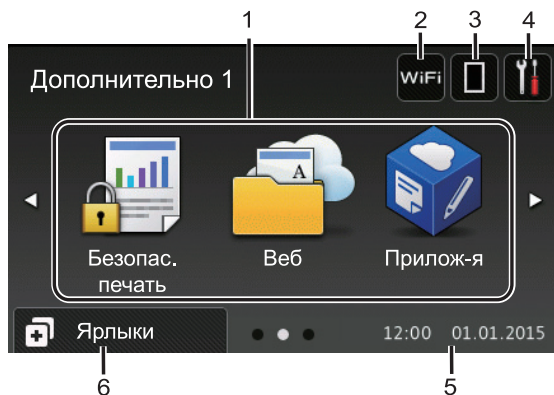 1 2 3 4
Дополнительно 1
WiFi
A
Безопас. печать
Веб
Прилож-я
Ярлыки
12:00 01.01.2015
6 5